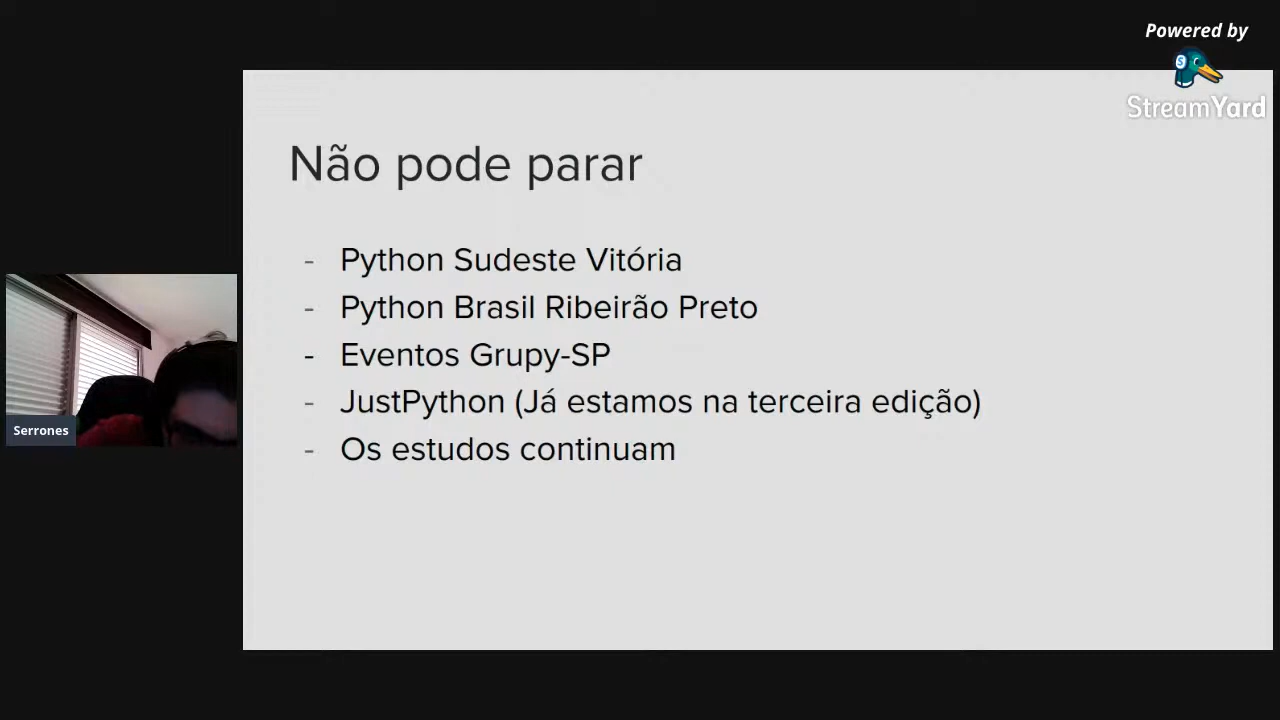 Powered by
StreamYard
Não pode parar
- Python Sudeste Vitória
- Python Brasil Ribeirão Preto
- Eventos Grupy-SP
- JustPython (Já estamos na terceira edição)
- Os estudos continuam
Serrones